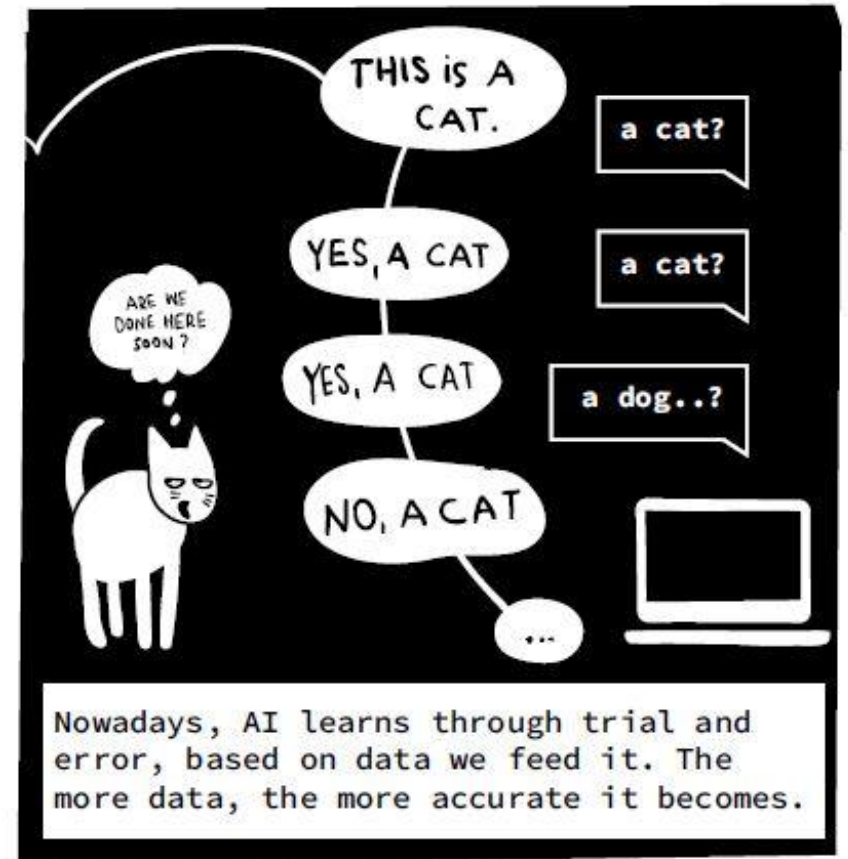 THIS is A
CAT.
a cat?
YES, A CAT
a cat?
ARE WE
DONE HERE
SOON?
YES, A CAT
a dog..?
NO, A CAT
...
Nowadays, AI learns through trial and
error, based on data we feed it. The
more data, the more accurate it becomes.